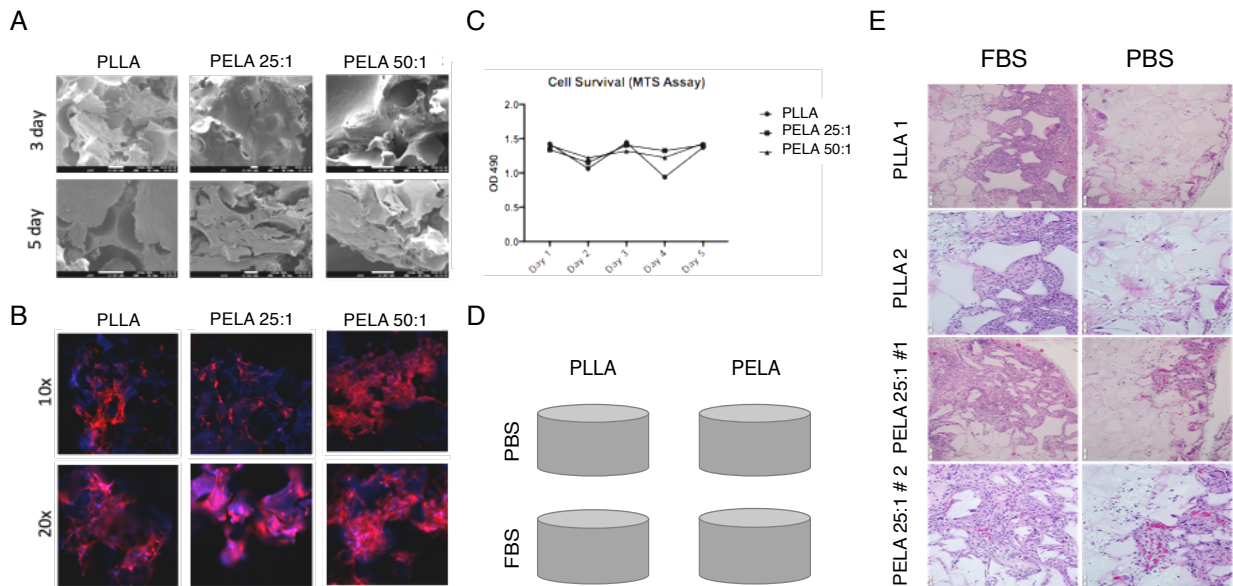 A
PLLA
PELA 25:1
PELA 50:1
3 day
5 day
B
PLLA
PELA 25:1
PELA 50:1
10x
20x
C
Cell Survival (MTS Assay)
2.0
1.5
1.0
0.5
0.0
OD 490
Day 1
Day 2
Day 3
Day 4
Day 5
PLLA
PELA 25:1
PELA 50:1
D
PLLA
PELA
PBS
FBS
E
FBS
PBS
PLLA 1
PLLA 2
PELA 25:1 #1
PELA 25:1 # 2